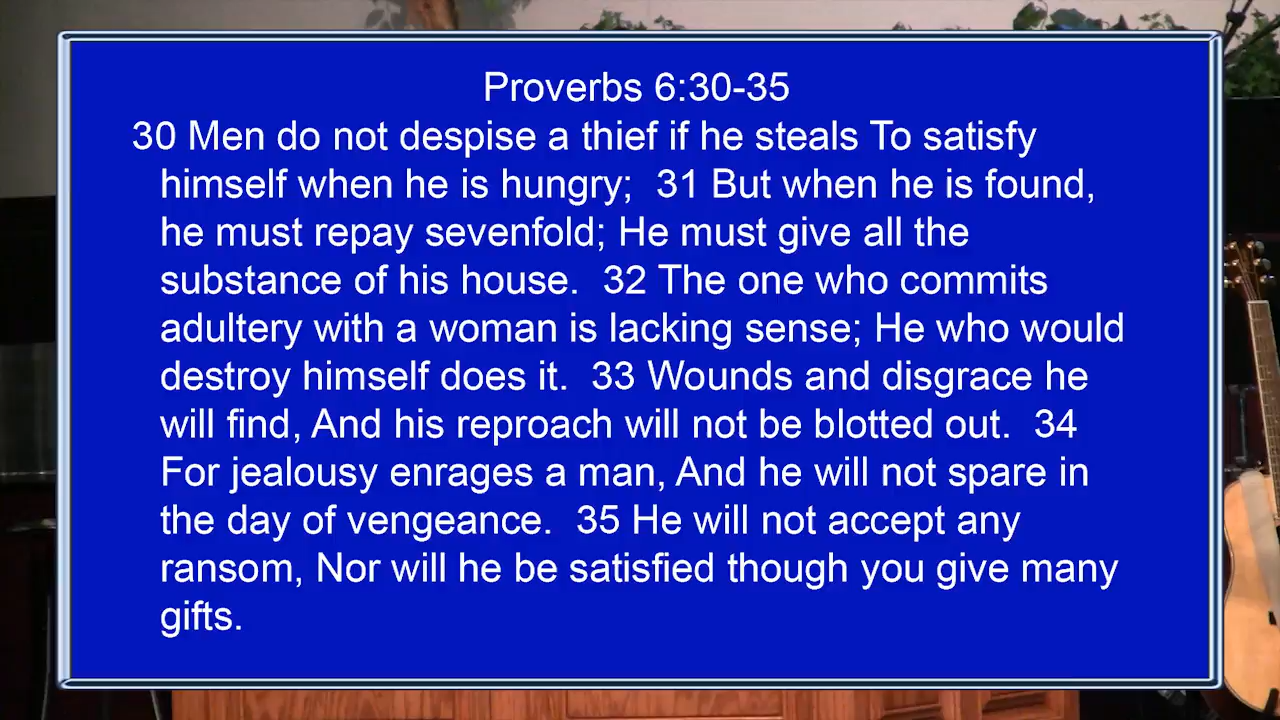 Proverbs 6:30-35
30 Men do not despise a thief if he steals To satisfy
himself when he is hungry;  31 But when he is found,
he must repay sevenfold; He must give all the
substance of his house.  32 The one who commits
adultery with a woman is lacking sense; He who would
destroy himself does it.  33 Wounds and disgrace he
will find, And his reproach will not be blotted out.  34
For jealousy enrages a man, And he will not spare in
the day of vengeance.  35 He will not accept any
ransom, Nor will he be satisfied though you give many
gifts.